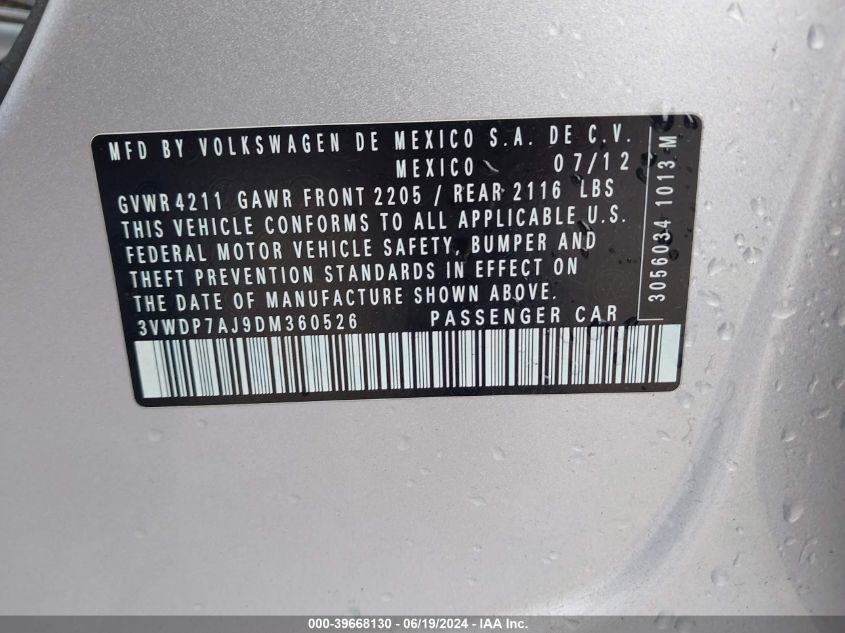 MFD BY VOLKSWAGEN DE MEXICO S.A. DE C.V.
MEXICO 07/12
GVWR 4211 GAWR FRONT 2205 / REAR 2116 LBS
THIS VEHICLE CONFORMS TO ALL APPLICABLE U.S.
FEDERAL MOTOR VEHICLE SAFETY, BUMPER AND
THEFT PREVENTION STANDARDS IN EFFECT ON
THE DATE OF MANUFACTURE SHOWN ABOVE.
3VWDP7AJ9DM360526 PASSENGER CAR
3056034 1013 M
000-39668130 - 06/19/2024 - IAA Inc.